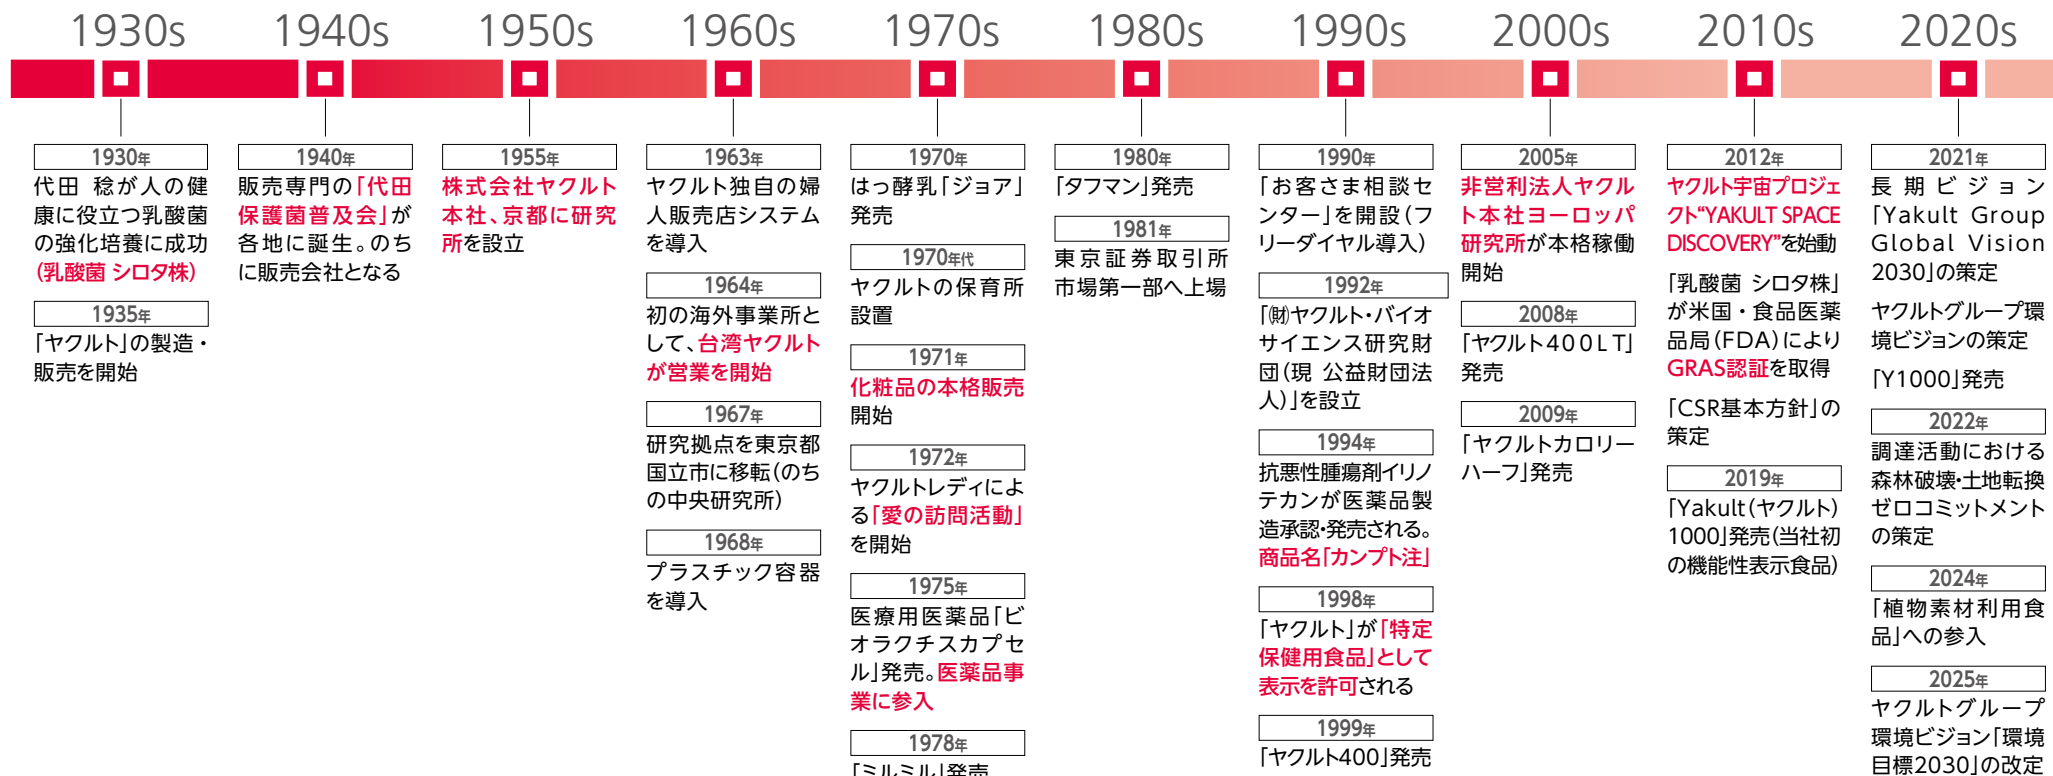 1930s
1940s
1950s
1960s
1970s
1980s
1990s
2000s
2010s
2020s
1930年
代田 稔が人の健
康に役立つ乳酸菌
の強化培養に成功
(乳酸菌 シロタ株)
1935年
「ヤクルト」の製造・
販売を開始
1940年
販売専門の「代田
保護菌普及会」が
各地に誕生。のち
に販売会社となる
1955年
株式会社ヤクルト
本社、京都に研究
所を設立
1963年
ヤクルト独自の婦
人販売店システム
を導入
1964年
初の海外事業所と
して、台湾ヤクルト
が営業を開始
1967年
研究拠点を東京都
国立市に移転(のち
の中央研究所)
1968年
プラスチック容器
を導入
1970年
はっ酵乳「ジョア」
発売
1970年代
ヤクルトの保育所
設置
1971年
化粧品の本格販売
開始
1972年
ヤクルトレディによ
る「愛の訪問活動」
を開始
1975年
医療用医薬品「ビ
オラクチスカプセ
ル」発売。医薬品事
業に参入
1978年
「ミルミル」発売
1980年
「タフマン」発売
1981年
東京証券取引所
市場第一部へ上場
1990年
「お客さま相談セ
ンター」を開設(フ
リーダイヤル導入)
1992年
「㈶ヤクルト・バイオ
サイエンス研究財
団(現 公益財団法
人)」を設立
1994年
抗悪性腫瘍剤イリノ
テカンが医薬品製
造承認・発売される。
商品名「カンプト注」
1998年
「ヤクルト」が「特定
保健用食品」として
表示を許可される
1999年
「ヤクルト400」発売
2005年
非営利法人ヤクル
ト本社ヨーロッパ
研究所が本格稼働
開始
2008年
「ヤクルト400LT」
発売
2009年
「ヤクルトカロリー
ハーフ」発売
2012年
ヤクルト宇宙プロジェ
クト“YAKULT SPACE
DISCOVERY”を始動
「乳酸菌 シロタ株」
が米国・食品医薬
品局(FDA)により
GRAS認証を取得
「CSR基本方針」の
策定
2019年
「Yakult(ヤクルト)
1000」発売(当社初
の機能性表示食品)
2021年
長期ビジョン
「Yakult Group
Global Vision
2030」の策定
ヤクルトグループ環
境ビジョンの策定
「Y1000」発売
2022年
調達活動における
森林破壊・土地転換
ゼロコミットメント
の策定
2024年
「植物素材利用食
品」への参入
2025年
ヤクルトグループ
環境ビジョン「環境
目標2030」の改定